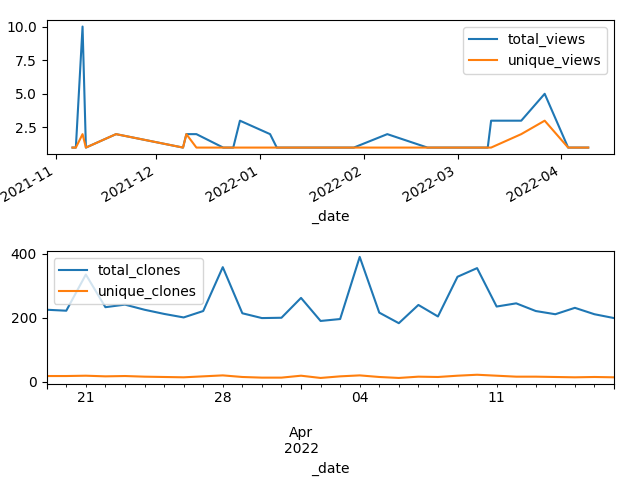 10.0
7.5
5.0
2.5
total_views
unique_views
2021-11
2021-12
2022-01
2022-02
2022-03
2022-04
_date
400
200
0
total_clones
unique_clones
21
28
04
11
Apr
2022
_date